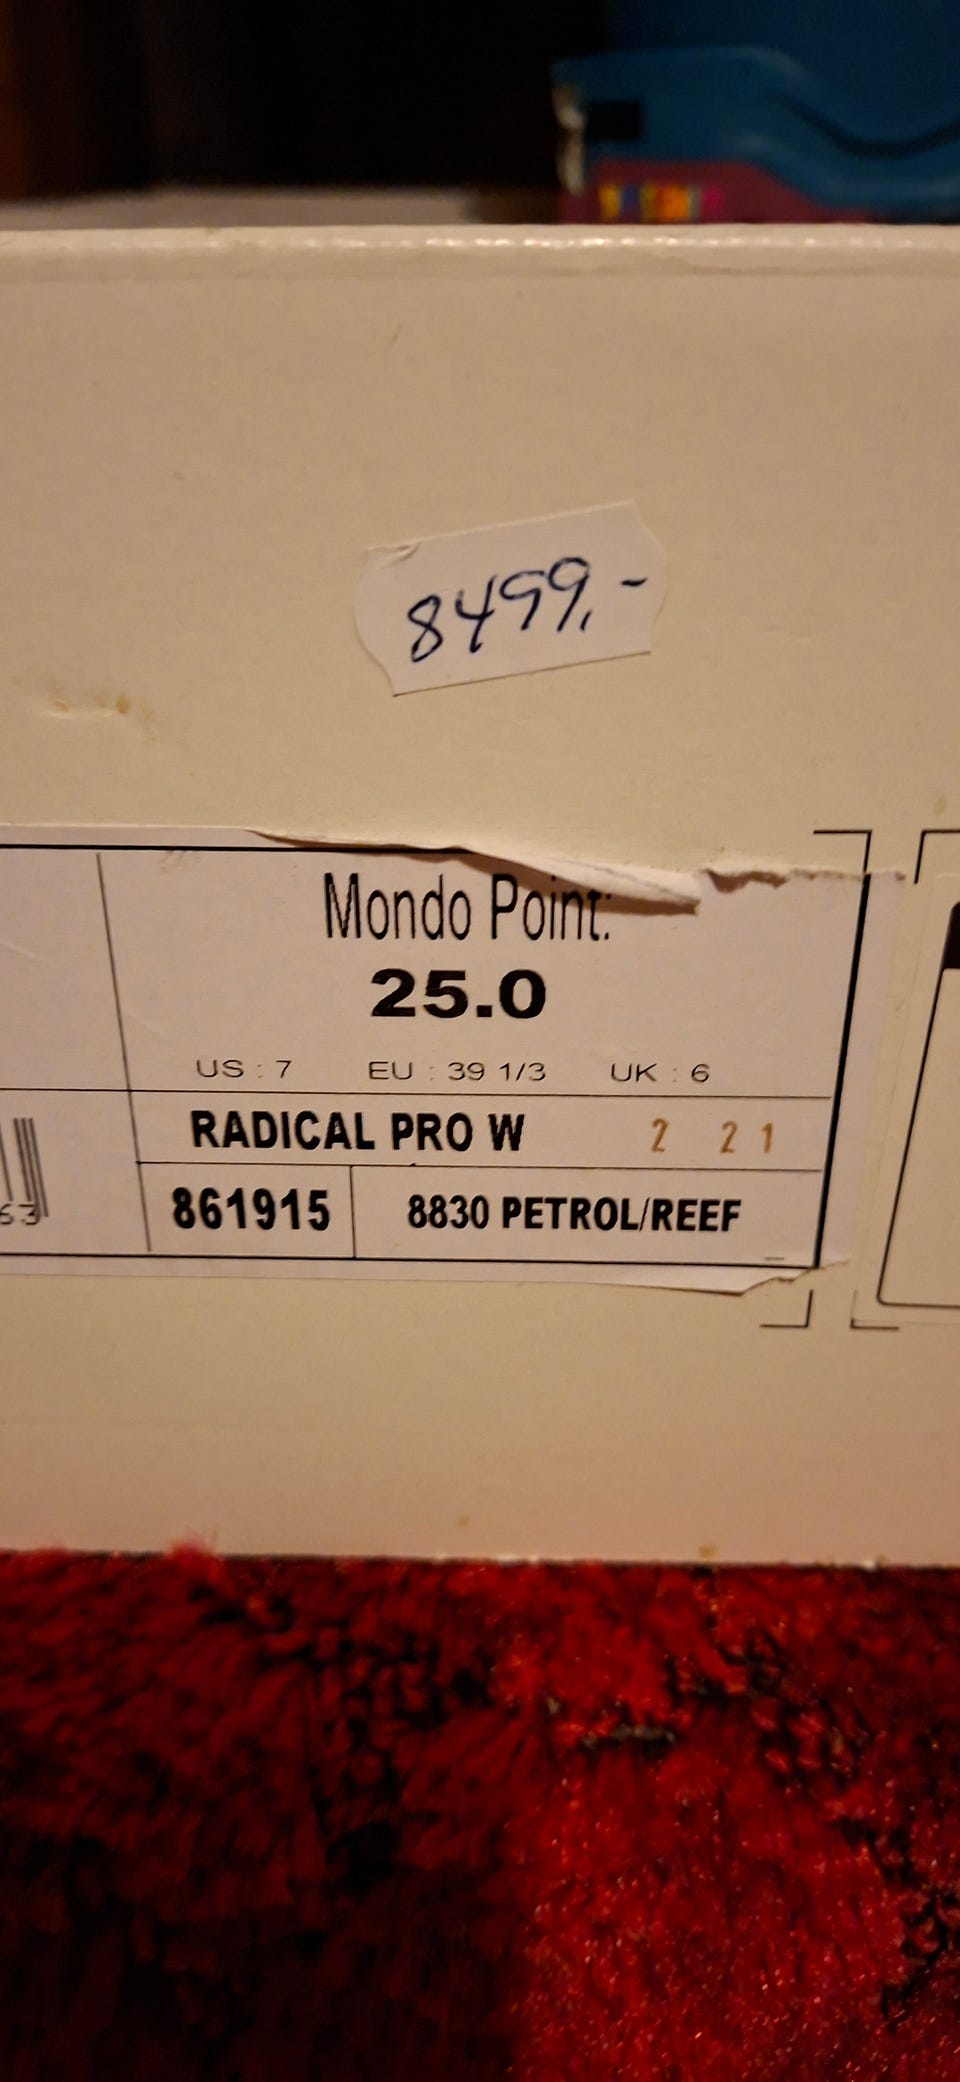 8499,-
Mondo Point:
25.0
US : 7 EU : 39 1/3 UK : 6
RADICAL PRO W 2 21
861915 8830 PETROL/REEF
63